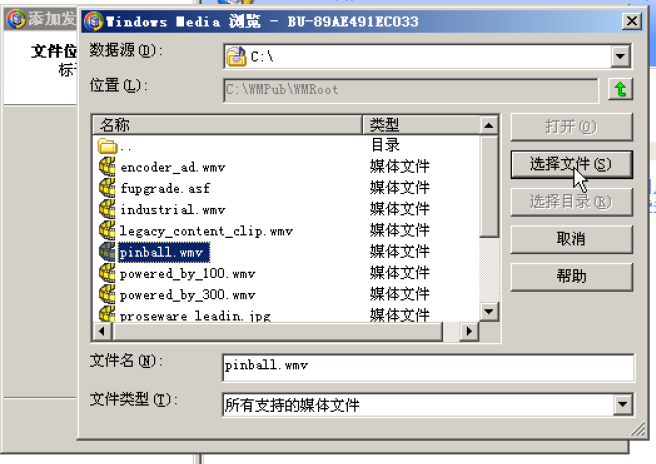 添加发
Windows Media 浏览 - BU-89AE491EC033
文件位
标
数据源(D):
C:\
位置(L):
C:\WMPub\WMRoot
名称
类型
..
目录
encoder_ad.wmv
媒体文件
fupgrade.asf
媒体文件
industrial.wmv
媒体文件
legacy_content_clip.wmv
媒体文件
pinball.wmv
媒体文件
powered_by_100.wmv
媒体文件
powered_by_300.wmv
媒体文件
proseware_leadin.jpg
媒体文件
打开(O)
选择文件(S)
选择目录(R)
取消
帮助
文件名(N):
pinball.wmv
文件类型(T):
所有支持的媒体文件